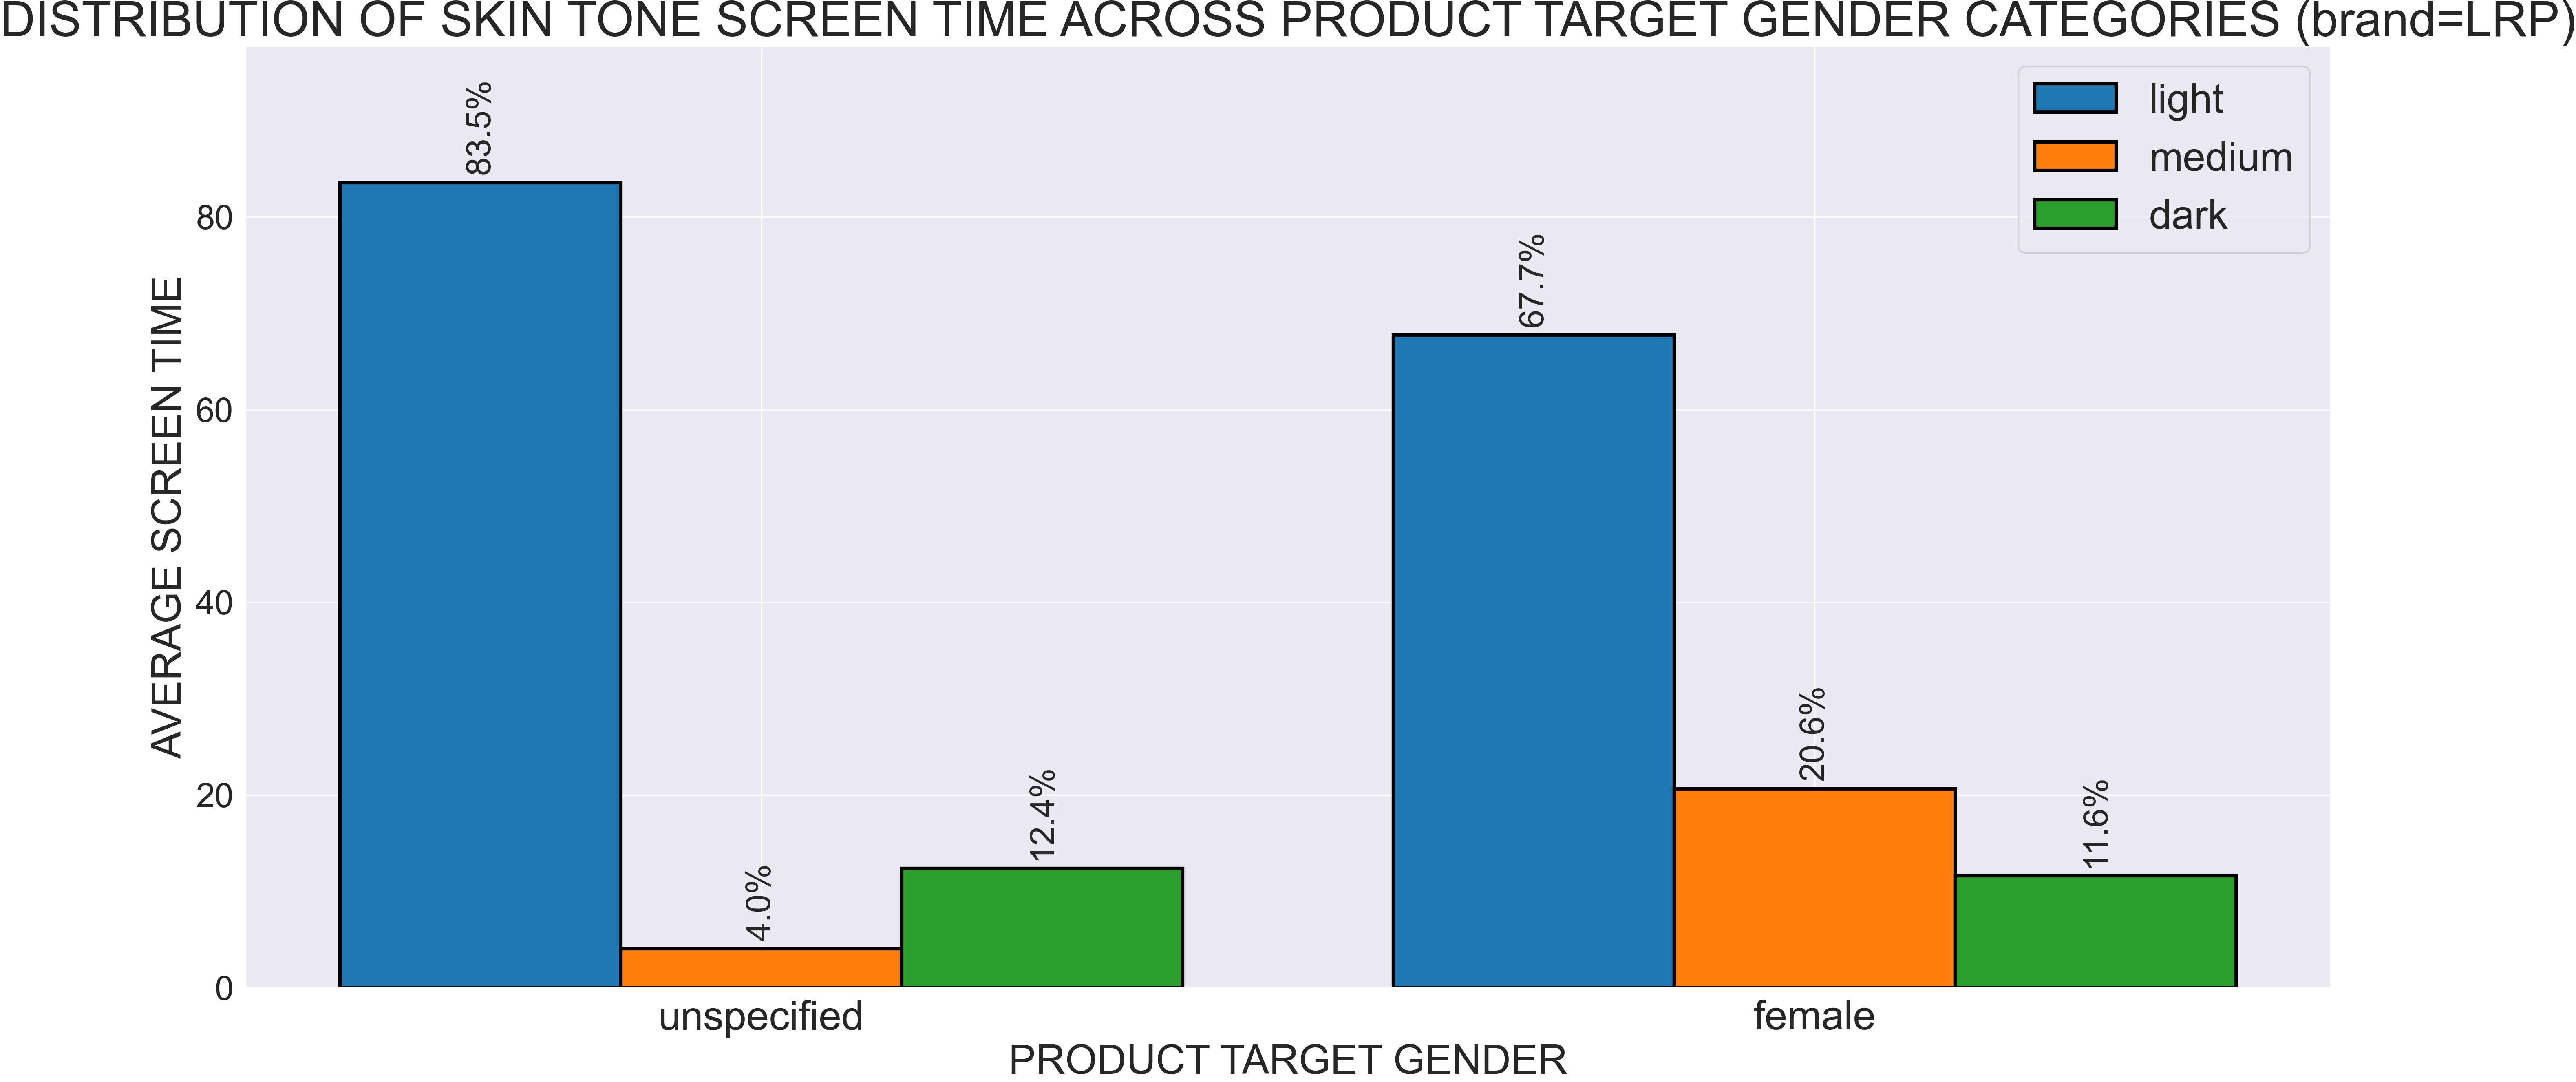 DISTRIBUTION OF SKIN TONE SCREEN TIME ACROSS PRODUCT TARGET GENDER CATEGORIES (brand=LRP)
light
medium
dark
AVERAGE SCREEN TIME
80
60
40
20
0
83.5%
4.0%
12.4%
67.7%
20.6%
11.6%
unspecified
female
PRODUCT TARGET GENDER